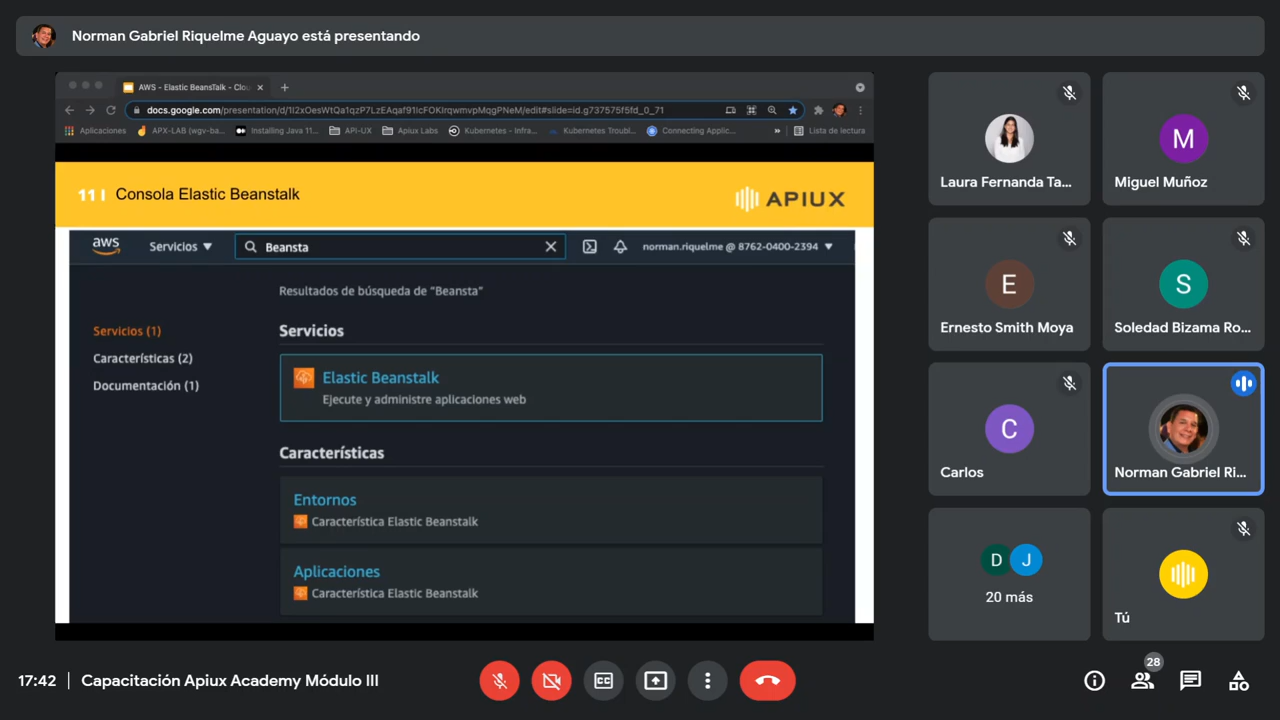 Norman Gabriel Riquelme Aguayo está presentando
AWS - Elastic BeansTalk - Clou
docs.google.com/presentation/d/1I2xOesWtQa1qzP7LzEAqaf91lcFOKIrqwmvpMqgPNeM/edit#slide=id.g737575f5fd_0_71
Aplicaciones
APX-LAB (wgv-ba...
Installing Java 11...
API-UX
Apiux Labs
Kubernetes - Infra...
Kubernetes Troubl...
Connecting Applic...
»
Lista de lectura
11 I Consola Elastic Beanstalk
APIUX
aws
Servicios ▼
Beansta
norman.riquelme @ 8762-0400-2394 ▼
Resultados de búsqueda de "Beansta"
Servicios (1)
Características (2)
Documentación (1)
Servicios
Elastic Beanstalk
Ejecute y administre aplicaciones web
Características
Entornos
Característica Elastic Beanstalk
Aplicaciones
Característica Elastic Beanstalk
Laura Fernanda Ta...
M
Miguel Muñoz
E
Ernesto Smith Moya
S
Soledad Bizama Ro...
C
Carlos
Norman Gabriel Ri...
D J
20 más
Tú
17:42 | Capacitación Apiux Academy Módulo III
CC
28